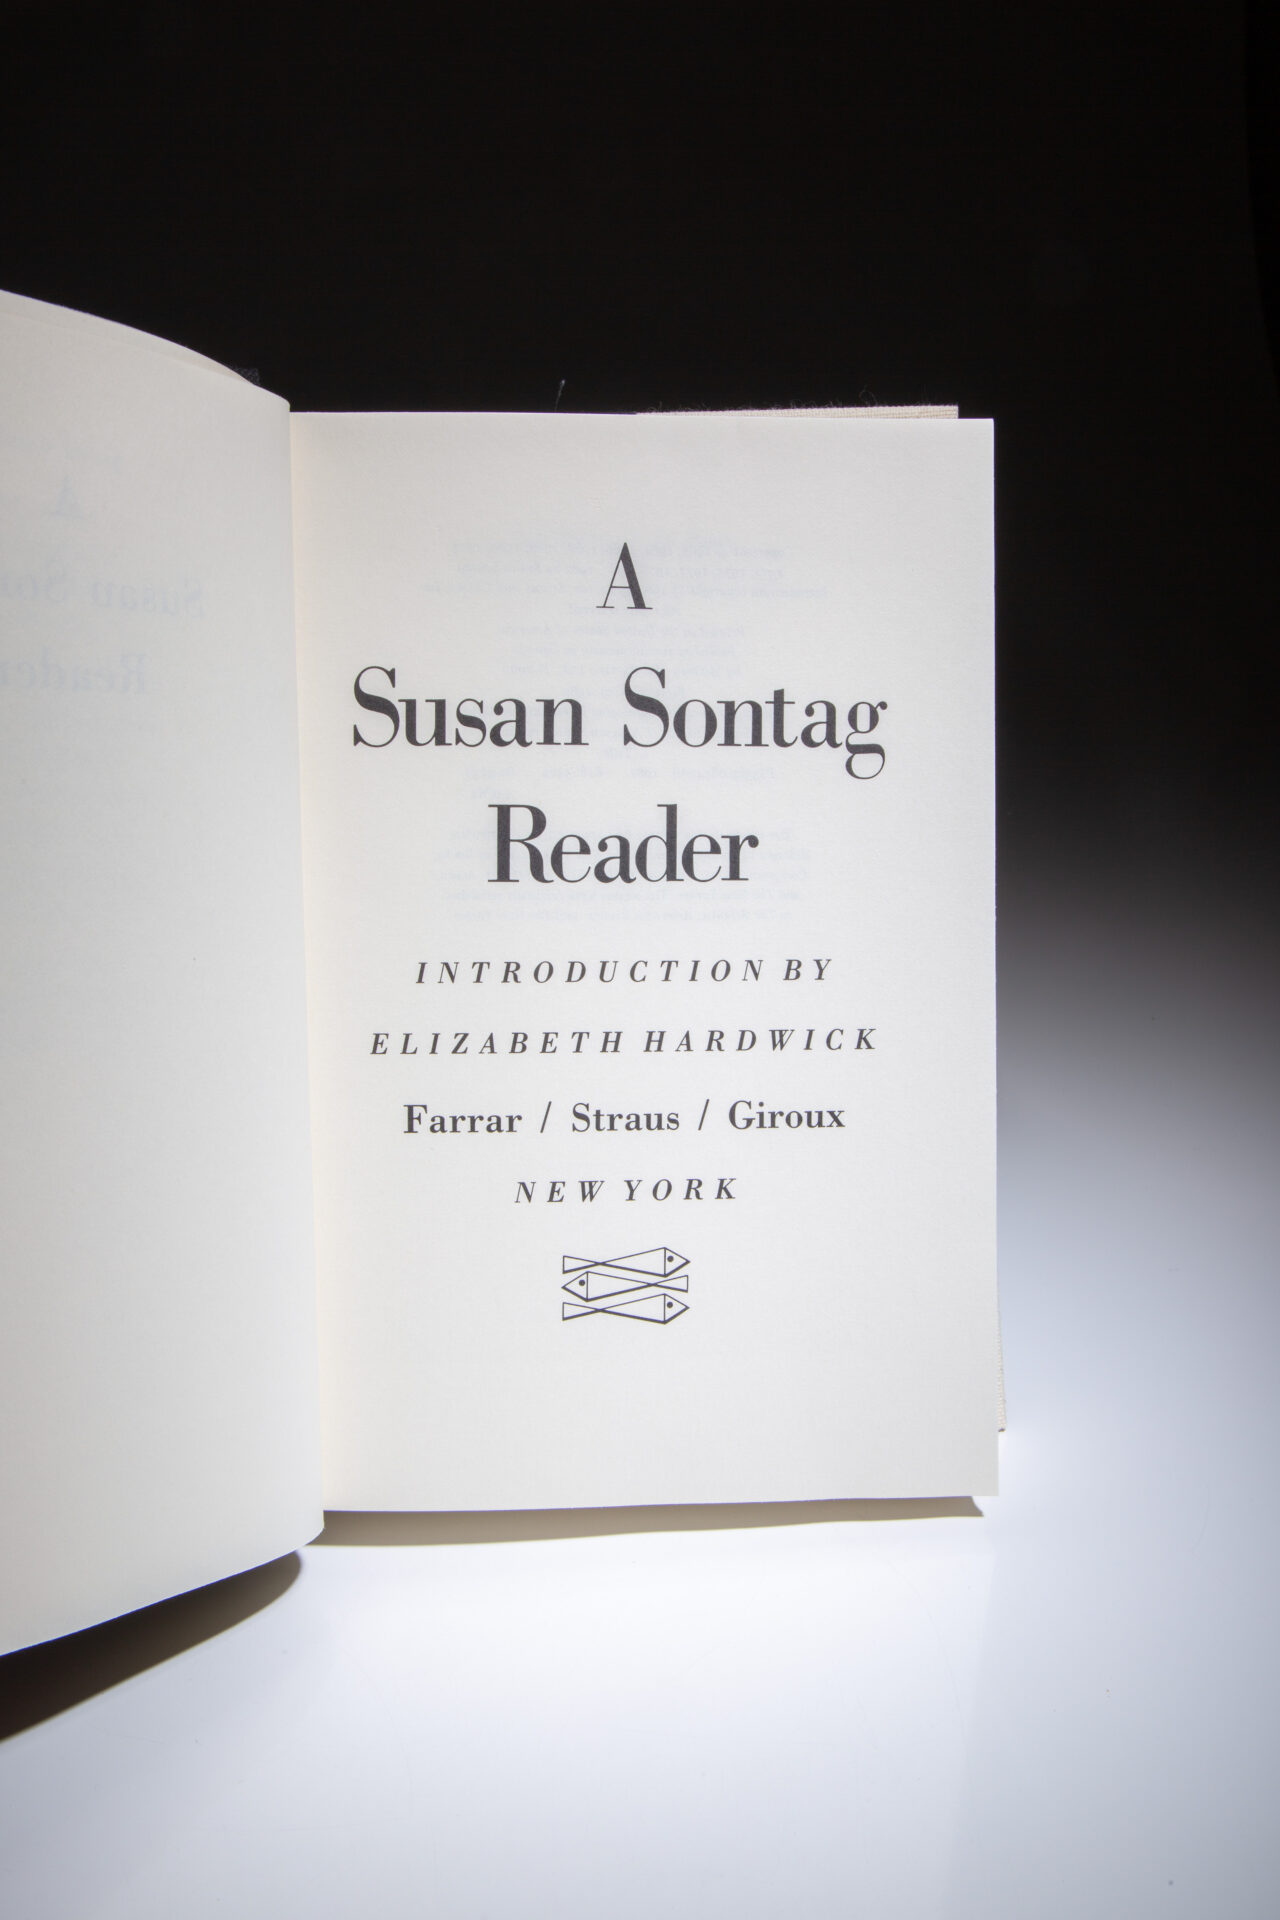 A
Susan Sontag
Reader
INTRODUCTION BY
ELIZABETH HARDWICK
Farrar / Straus / Giroux
NEW YORK